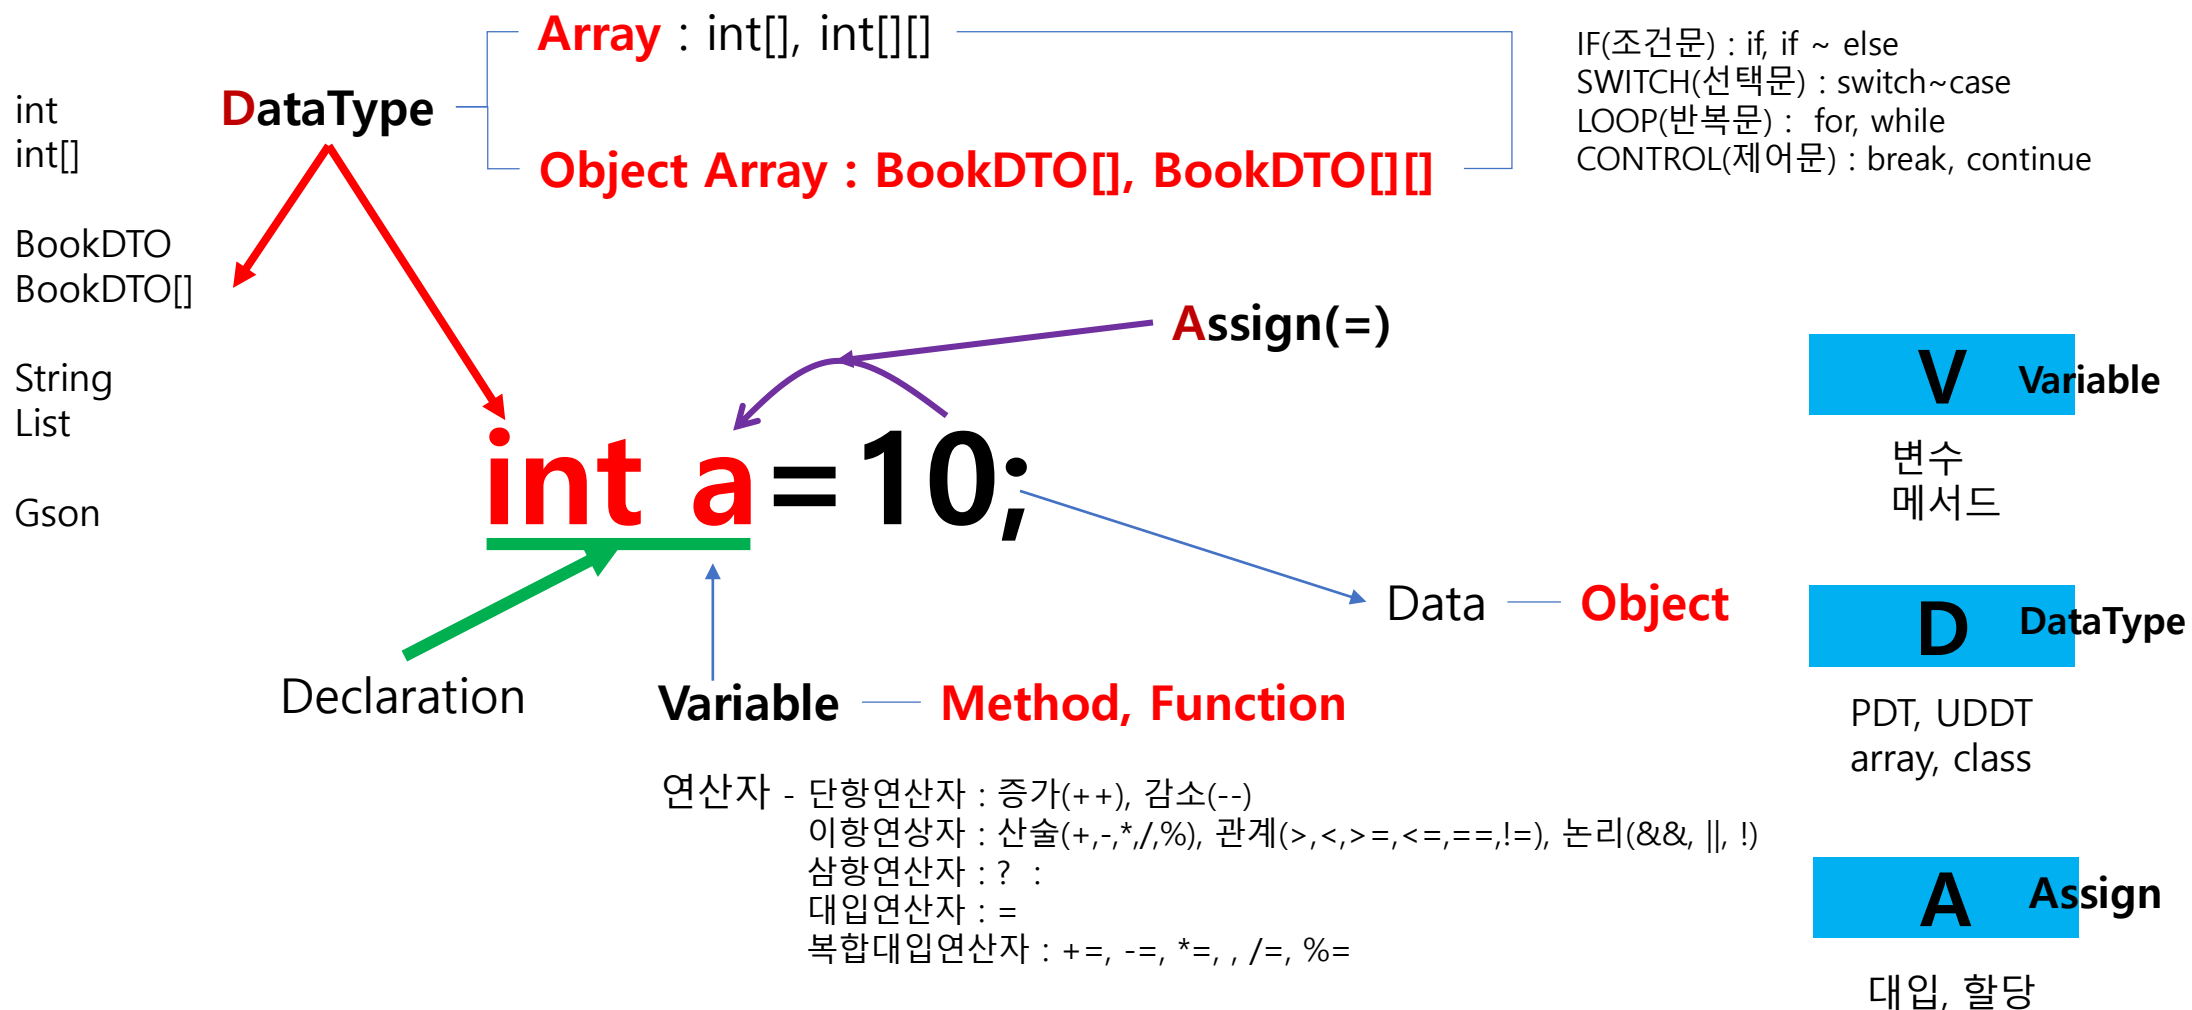 Array : int[], int[][]
DataType
Object Array : BookDTO[], BookDTO[][]
IF(조건문) : if, if ~ else
SWITCH(선택문) : switch~case
LOOP(반복문) :  for, while
CONTROL(제어문) : break, continue
int
int[]
BookDTO
BookDTO[]
String
List
Gson
Assign(=)
int a=10;
Declaration
Variable
Method, Function
Data
Object
연산자 - 단항연산자 : 증가(++), 감소(--)
이항연상자 : 산술(+,-,*,/,%), 관계(>,<,>=,<=,==,!=), 논리(&&, ||, !)
삼항연산자 : ?  :
대입연산자 : =
복합대입연산자 : +=, -=, *=, , /=, %=
V Variable
변수
메서드
D DataType
PDT, UDDT
array, class
A Assign
대입, 할당